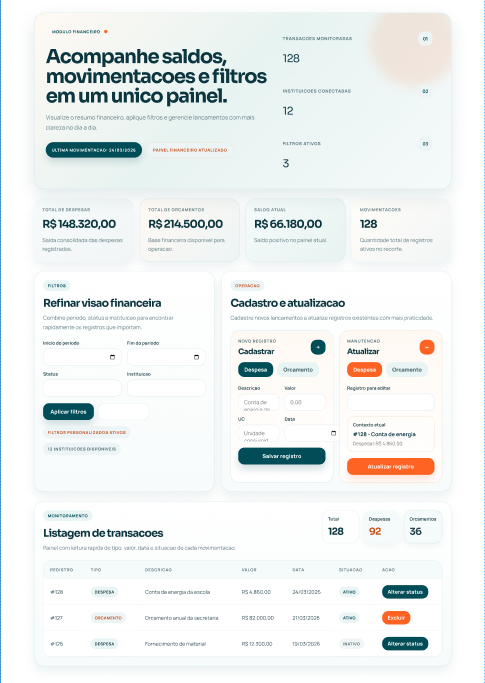 MODULO FINANCEIRO
Acompanhe saldos,
movimentacoes e filtros
em um unico painel.
Visualize o resumo financeiro, aplique filtros e gerencie lancamentos com mais
clareza no dia a dia.
ULTIMA MOVIMENTACAO: 24/03/2026
PAINEL FINANCEIRO ATUALIZADO
TRANSACOES MONITORADAS
01
128
INSTITUICOES CONECTADAS
02
12
FILTROS ATIVOS
03
3
TOTAL DE DESPESAS
R$ 148.320,00
Saida consolidada das despesas
registradas.
TOTAL DE ORCAMENTOS
R$ 214.500,00
Base financeira disponivel para
operacao.
SALDO ATUAL
R$ 66.180,00
Saldo positivo no painel atual.
MOVIMENTACOES
128
Quantidade total de registros
ativos no recorte.
FILTROS
Refinar visao financeira
Combine periodo, status e instituicao para encontrar
rapidamente os registros que importam.
Inicio do periodo
Fim do periodo
Status
Instituicao
Aplicar filtros
FILTROS PERSONALIZADOS ATIVOS
12 INSTITUICOES DISPONIVEIS
OPERACAO
Cadastro e atualizacao
Cadastre novos lancamentos e atualize registros existentes com mais praticidade.
NOVO REGISTRO
Cadastrar
+
Despesa
Orcamento
Descricao
Valor
Conta de
energia da
0,00
UC
Data
Unidade
consumid
Salvar registro
MANUTENCAO
Atualizar
Despesa
Orcamento
Registro para editar
Contexto atual
#128 - Conta de energia
Despesa | R$ 4.860,00
Atualizar registro
MONITORAMENTO
Listagem de transacoes
Painel com leitura rapida de tipo, valor, data e situacao de cada movimentacao.
Total
128
Despesas
92
Orcamentos
36
REGISTRO TIPO DESCRICAO VALOR DATA SITUACAO ACAO
#128 DESPESA Conta de energia da escola R$ 4.860,00 24/03/2026 ATIVO Alterar status
#127 ORCAMENTO Orcamento anual da secretaria R$ 82.000,00 21/03/2026 ATIVO Excluir
#126 DESPESA Fornecimento de material R$ 12.300,00 19/03/2026 INATIVO Alterar status